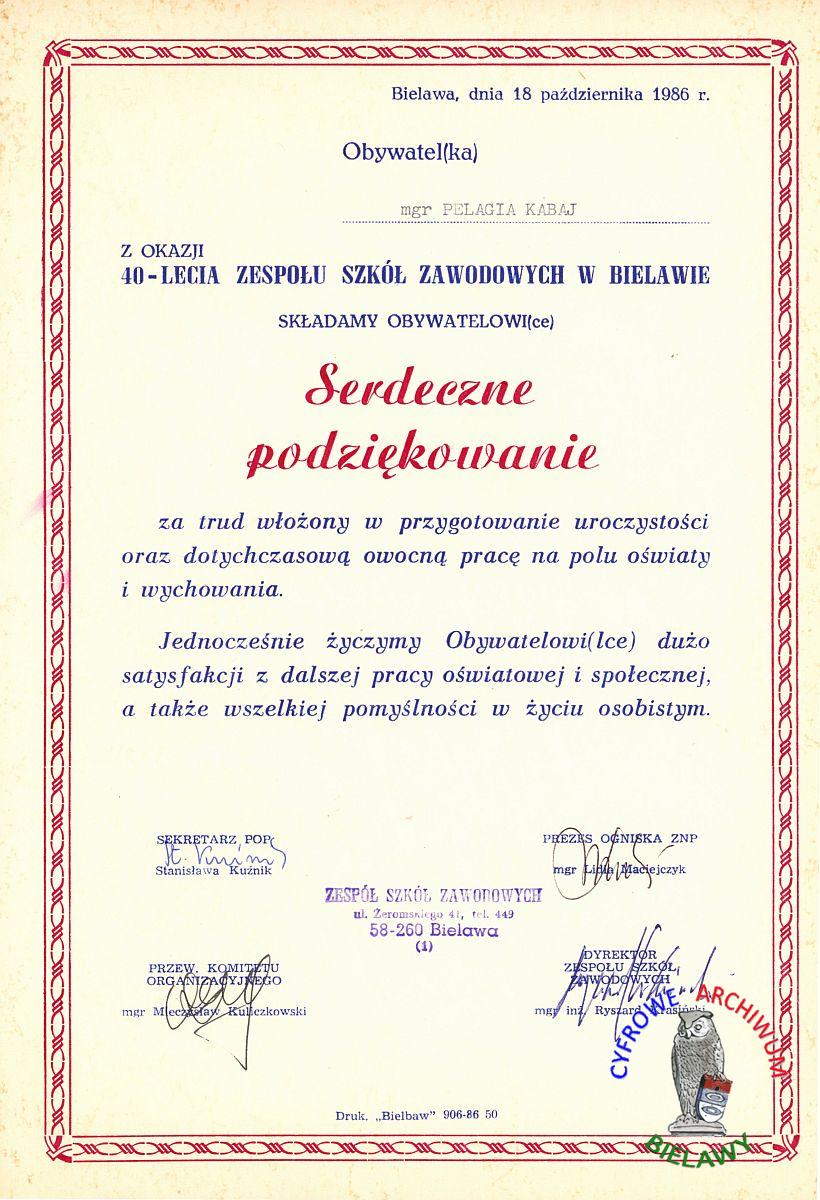 Bielawa, dnia 18 października 1986 r.
Obywatel(ka)
mgr PELAGIA KABAJ
Z OKAZJI
40-LECIA ZESPOŁU SZKÓŁ ZAWODOWYCH W BIELAWIE
SKŁADAMY OBYWATELOWI(ce)
Serdeczne
podziękowanie
za trud włożony w przygotowanie uroczystości
oraz dotychczasową owocną pracę na polu oświaty
i wychowania.
Jednocześnie życzymy Obywatelowi(lce) dużo
satysfakcji z dalszej pracy oświatowej i społecznej,
a także wszelkiej pomyślności w życiu osobistym.
SEKRETARZ POP
Stanisława Kuźnik
PREZES OGNISKA ZNP
mgr Lidia Maciejczyk
ZESPÓŁ SZKÓŁ ZAWODOWYCH
ul. Żeromskiego 41, tel. 449
58-260 Bielawa
(1)
PRZEW. KOMITETU
ORGANIZACYJNEGO
mgr Mieczysław Kuliczkowski
DYREKTOR
ZESPOŁU SZKÓŁ
ZAWODOWYCH
mgr inż. Ryszard Krasiński
CYFROWE ARCHIWUM
BIELAWY
Druk. „Bielbaw" 906-86 50